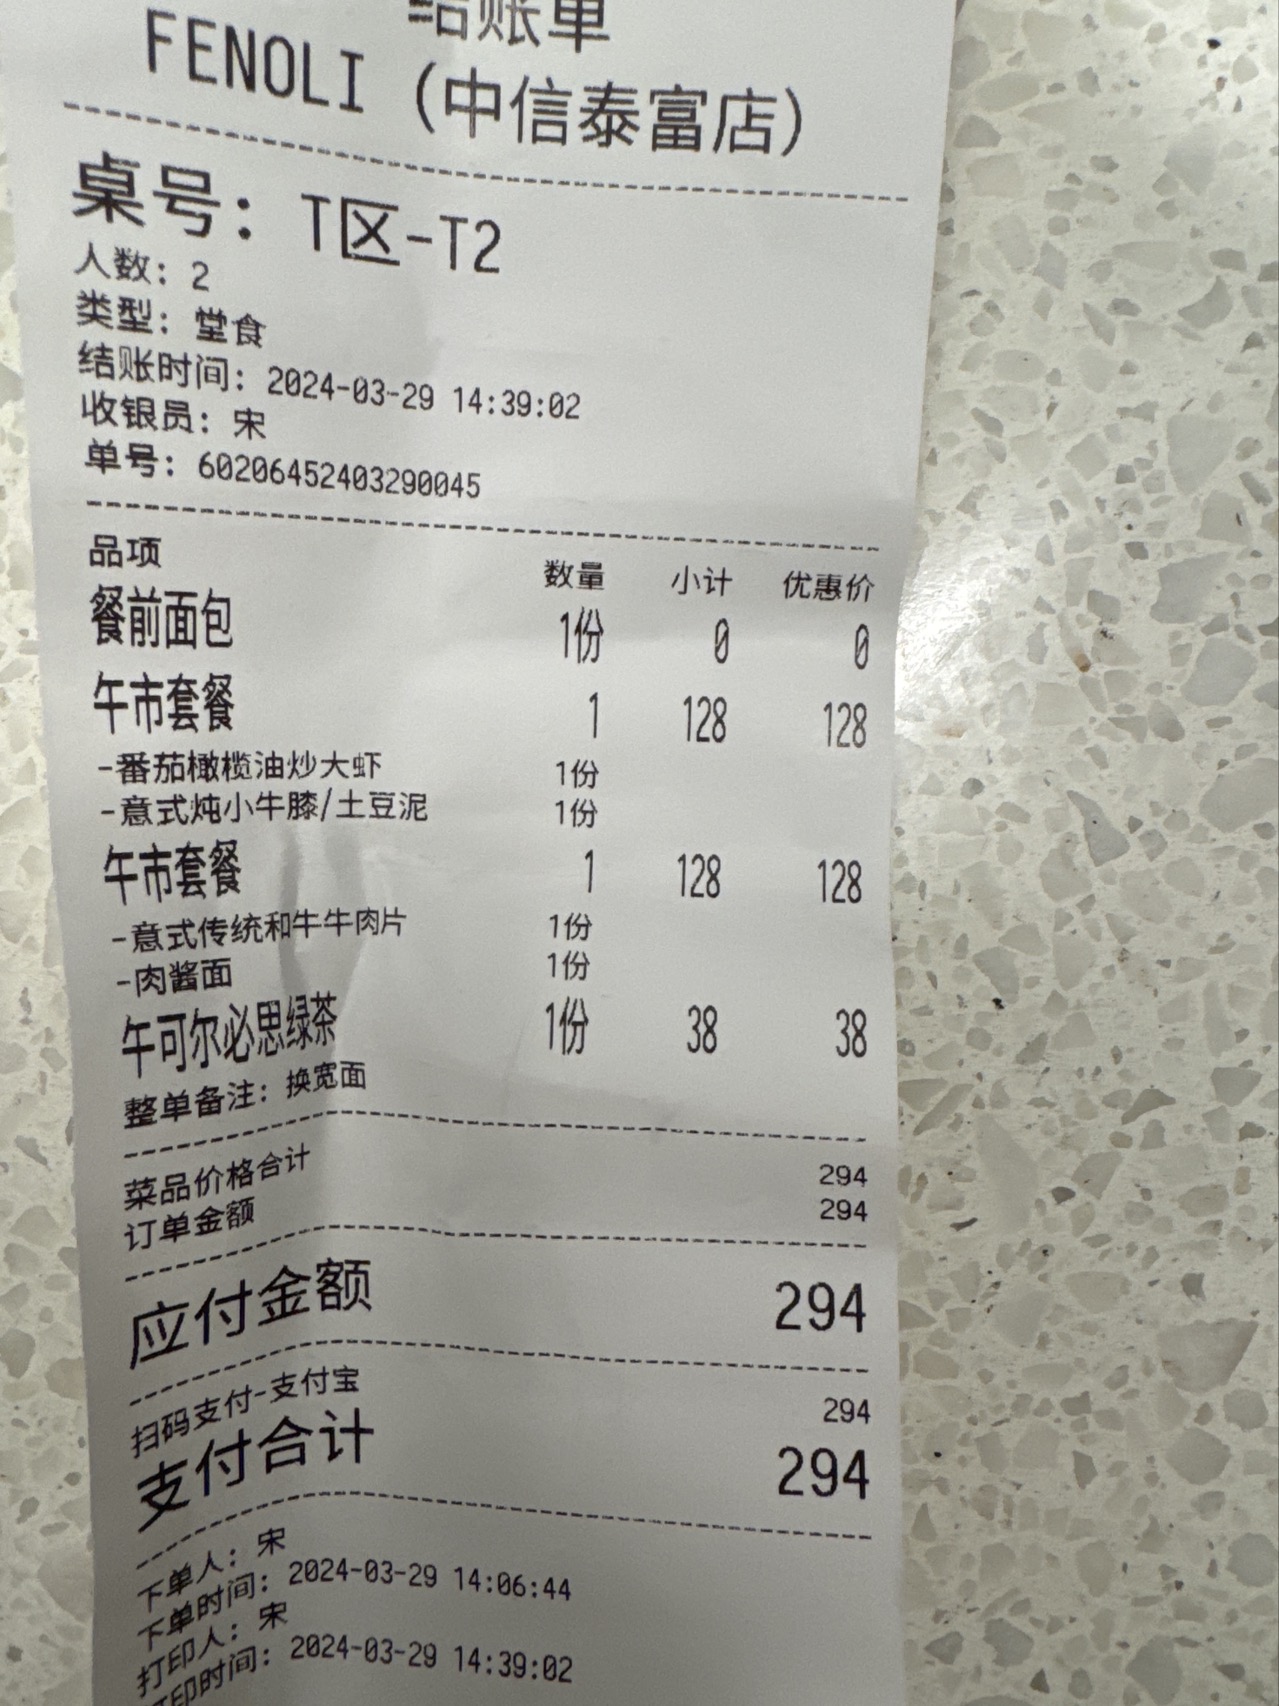 结账单
FENOLI (中信泰富店)
桌号: T区-T2
人数: 2
类型: 堂食
结账时间: 2024-03-29 14:39:02
收银员: 宋
单号: 602064522403290045
品项 数量 小计 优惠价
餐前面包 1份 0 0
午市套餐 1 128 128
-番茄橄榄油炒大虾 1份
-意式炖小牛膝/土豆泥 1份
午市套餐 1 128 128
-意式传统和牛牛肉片 1份
-肉酱面 1份
午可尔必思绿茶 1份 38 38
整单备注: 换宽面
菜品价格合计 294
订单金额 294
应付金额 294
扫码支付-支付宝 294
支付合计 294
下单人: 宋
下单时间: 2024-03-29 14:06:44
打印人: 宋
打印时间: 2024-03-29 14:39:02